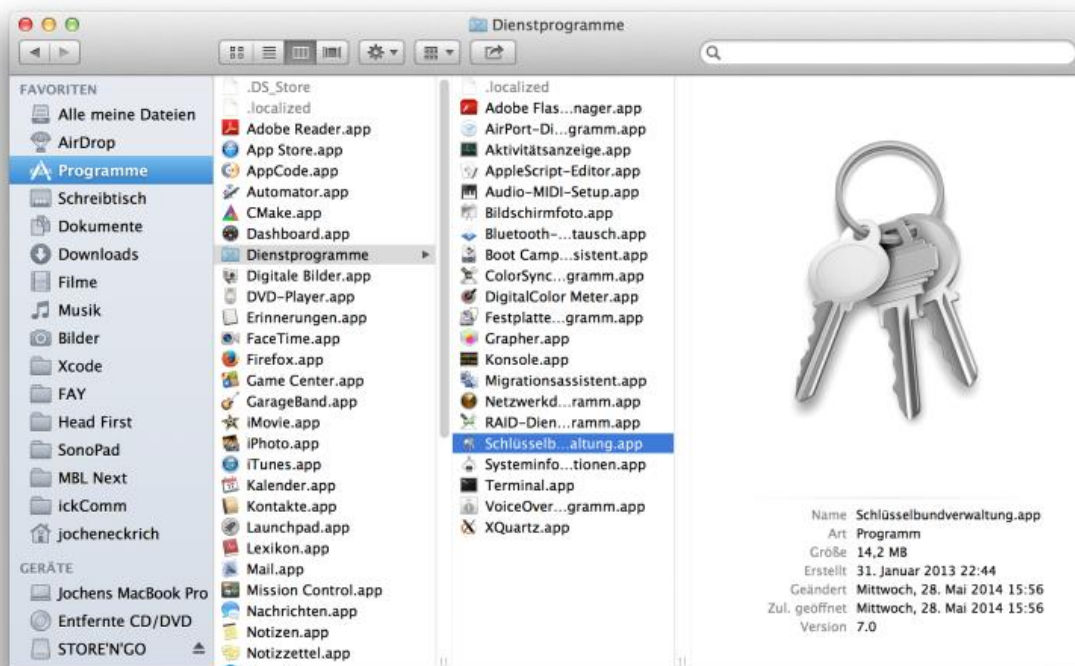 Dienstprogramme
FAVORITEN
Alle meine Dateien
AirDrop
Programme
Schreibtisch
Dokumente
Downloads
Filme
Musik
Bilder
Xcode
FAY
Head First
SonoPad
MBL Next
ickComm
jocheneckrich
GERÄTE
Jochens MacBook Pro
Entfernte CD/DVD
STORE'N'GO
.DS_Store
.localized
Adobe Reader.app
App Store.app
AppCode.app
Automator.app
CMake.app
Dashboard.app
Dienstprogramme
Digitale Bilder.app
DVD-Player.app
Erinnerungen.app
FaceTime.app
Firefox.app
Game Center.app
GarageBand.app
iMovie.app
iPhoto.app
iTunes.app
Kalender.app
Kontakte.app
Launchpad.app
Lexikon.app
Mail.app
Mission Control.app
Nachrichten.app
Notizen.app
Notizzettel.app
.localized
Adobe Flas...nager.app
AirPort-Di...gramm.app
Aktivitätsanzeige.app
AppleScript-Editor.app
Audio-MIDI-Setup.app
Bildschirmfoto.app
Bluetooth-...tausch.app
Boot Camp...sistent.app
ColorSync...gramm.app
DigitalColor Meter.app
Festplatte...gramm.app
Grapher.app
Konsole.app
Migrationsassistent.app
Netzwerkd...ramm.app
RAID-Dien...ramm.app
Schlüsselb...altung.app
Systeminfo...tionen.app
Terminal.app
VoiceOver...gramm.app
XQuartz.app
Name Schlüsselbundverwaltung.app
Art Programm
Größe 14,2 MB
Erstellt 31. Januar 2013 22:44
Geändert Mittwoch, 28. Mai 2014 15:56
Zul. geöffnet Mittwoch, 28. Mai 2014 15:56
Version 7.0